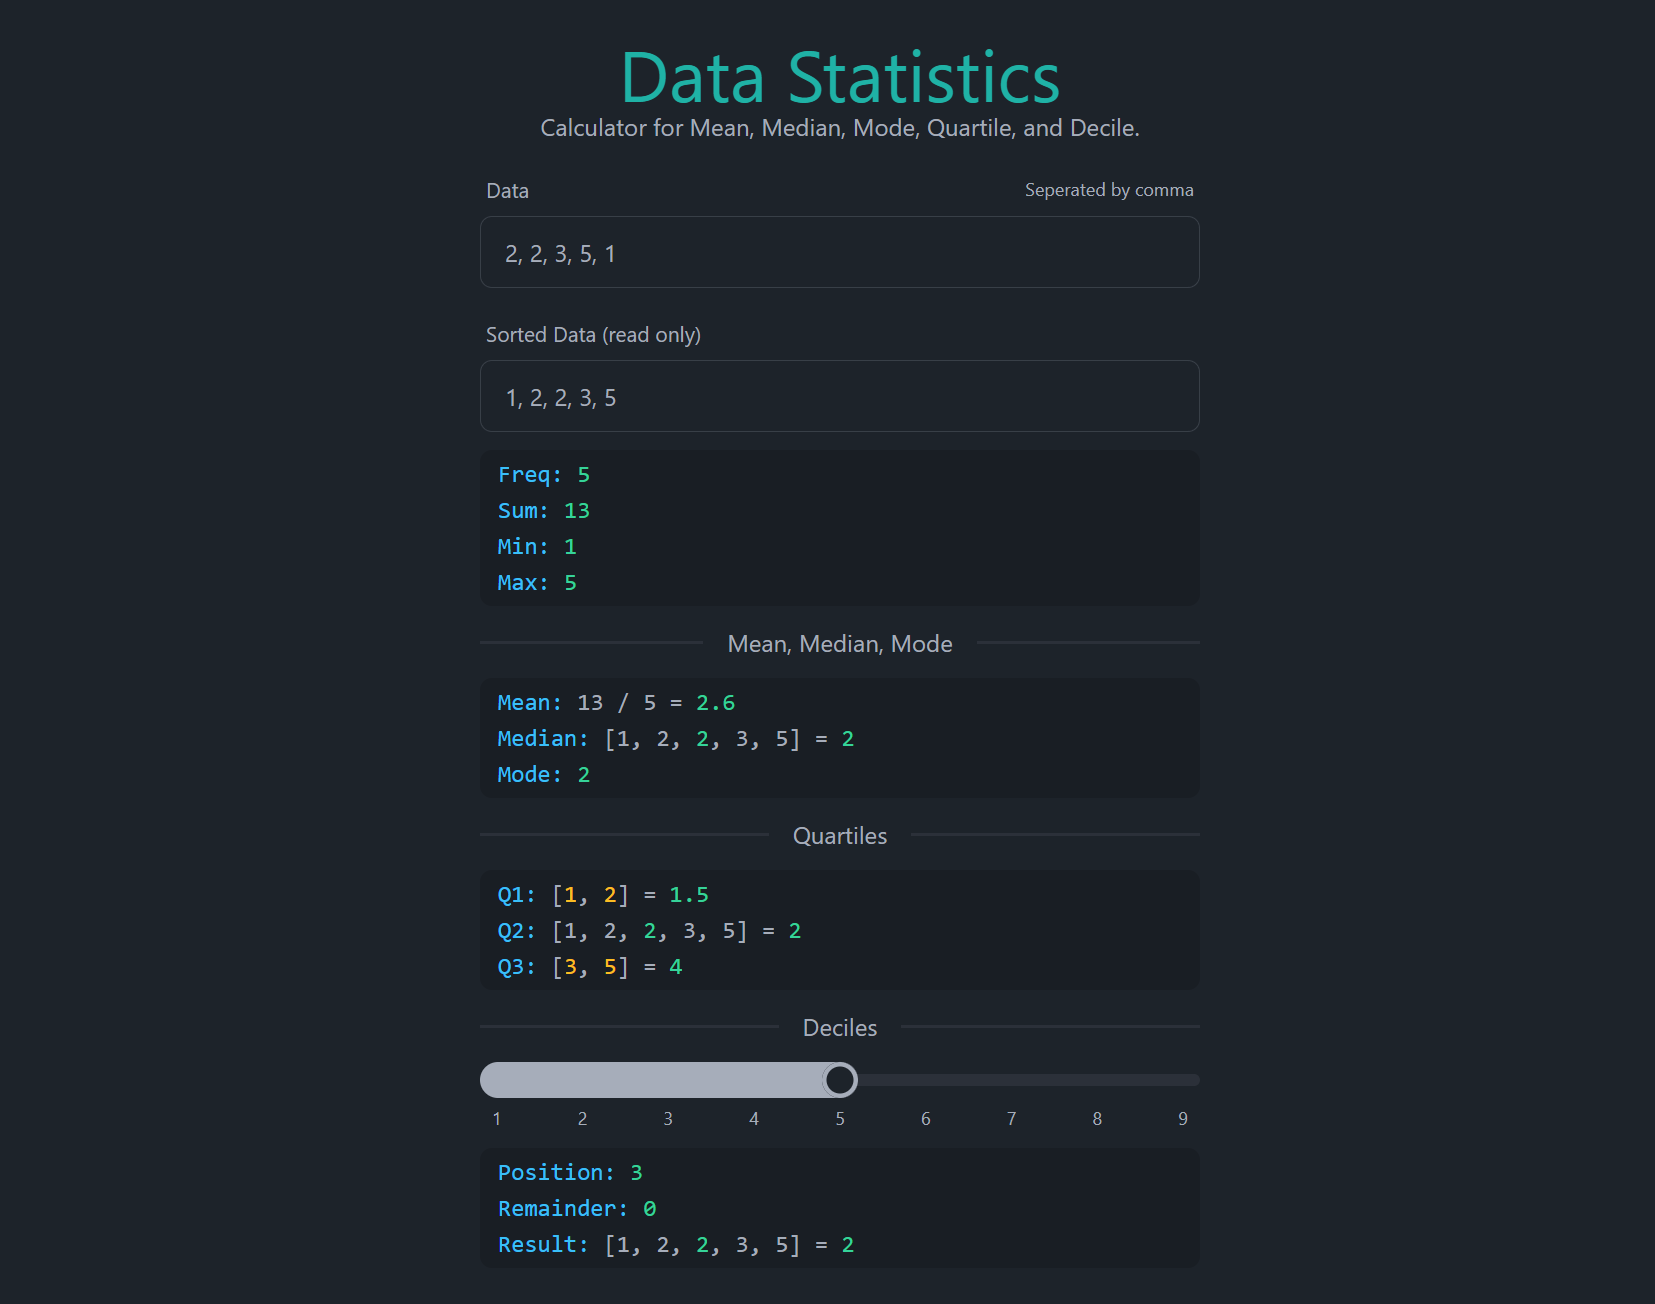 Data Statistics
Calculator for Mean, Median, Mode, Quartile, and Decile.
Data
Seperated by comma
2, 2, 3, 5, 1
Sorted Data (read only)
1, 2, 2, 3, 5
Freq: 5
Sum: 13
Min: 1
Max: 5
Mean, Median, Mode
Mean: 13 / 5 = 2.6
Median: [1, 2, 2, 3, 5] = 2
Mode: 2
Quartiles
Q1: [1, 2] = 1.5
Q2: [1, 2, 2, 3, 5] = 2
Q3: [3, 5] = 4
Deciles
1 2 3 4 5 6 7 8 9
Position: 3
Remainder: 0
Result: [1, 2, 2, 3, 5] = 2